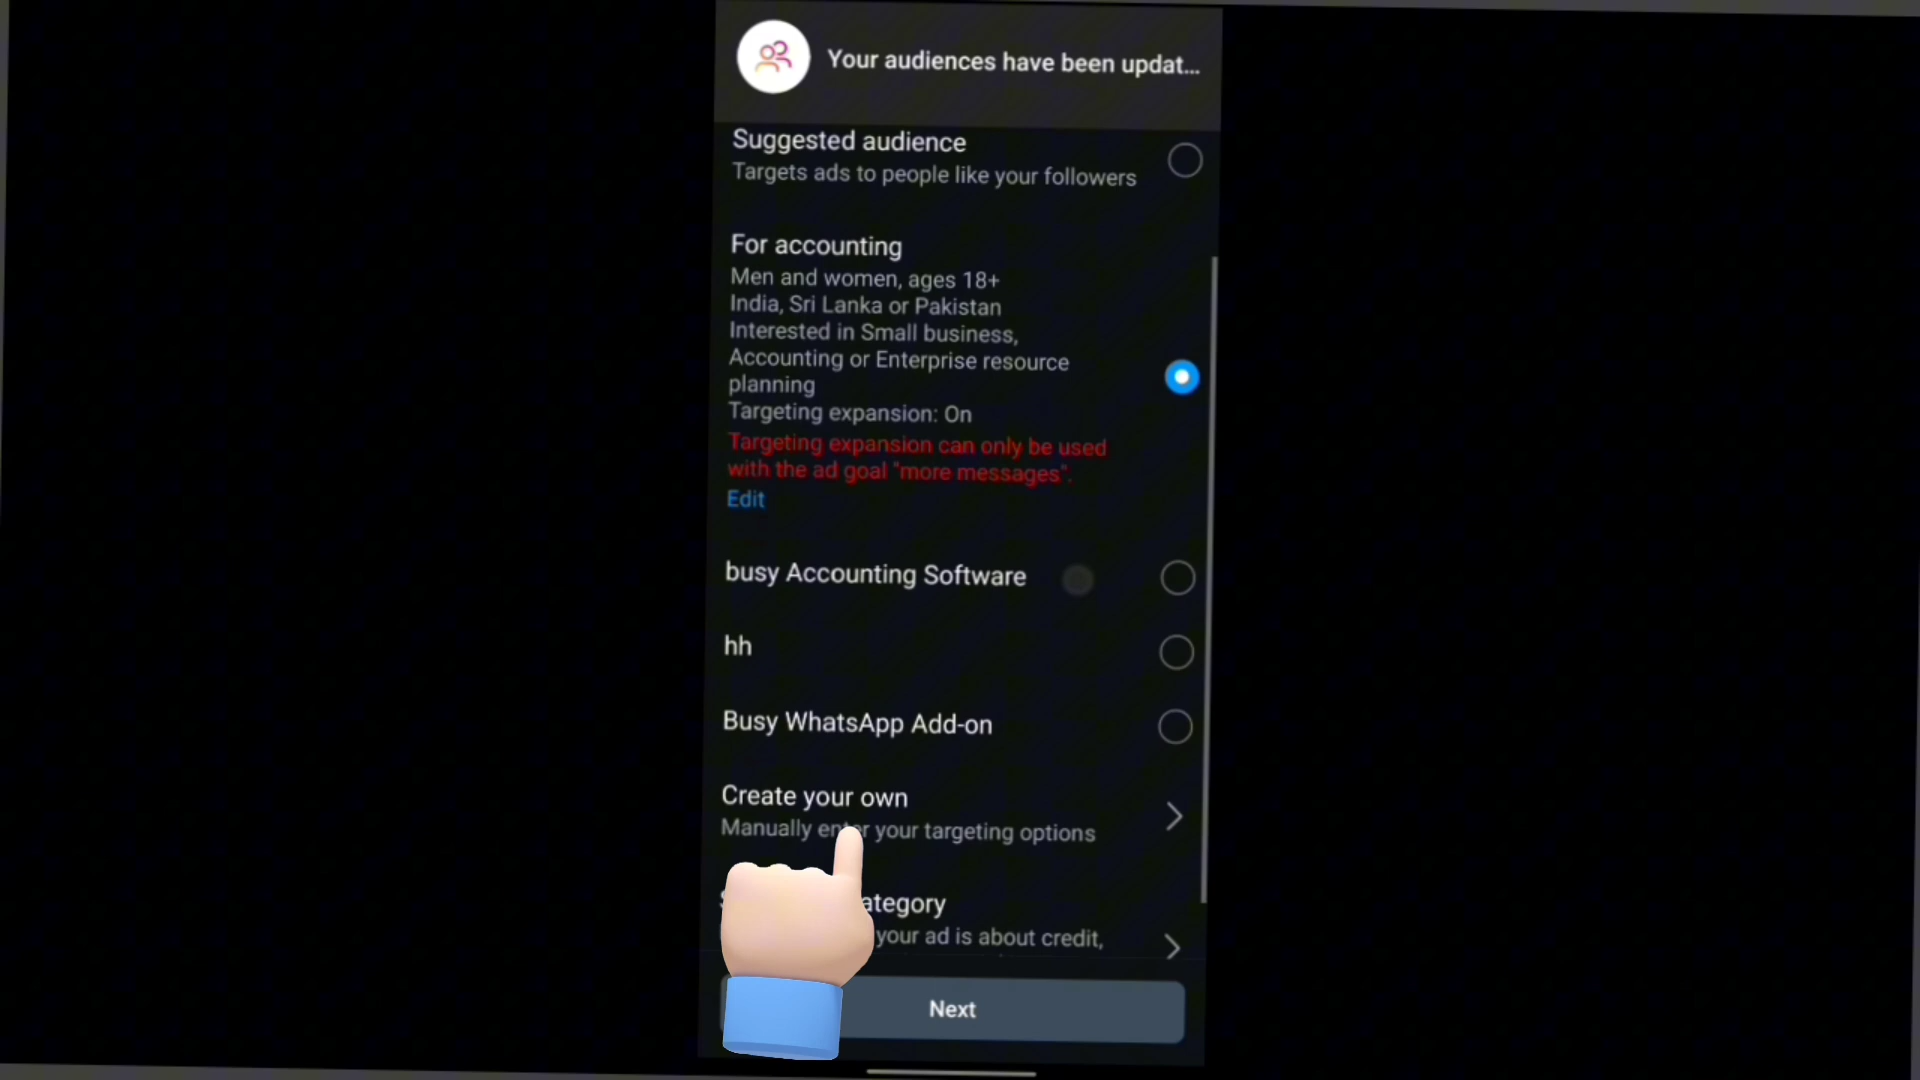 Your audiences have been updat...
Suggested audience
Targets ads to people like your followers
For accounting
Men and women, ages 18+
India, Sri Lanka or Pakistan
Interested in Small business,
Accounting or Enterprise resource
planning
Targeting expansion: On
Targeting expansion can only be used
with the ad goal "more messages".
Edit
busy Accounting Software
hh
Busy WhatsApp Add-on
Create your own
Manually enter your targeting options
your ad is about credit,
Next